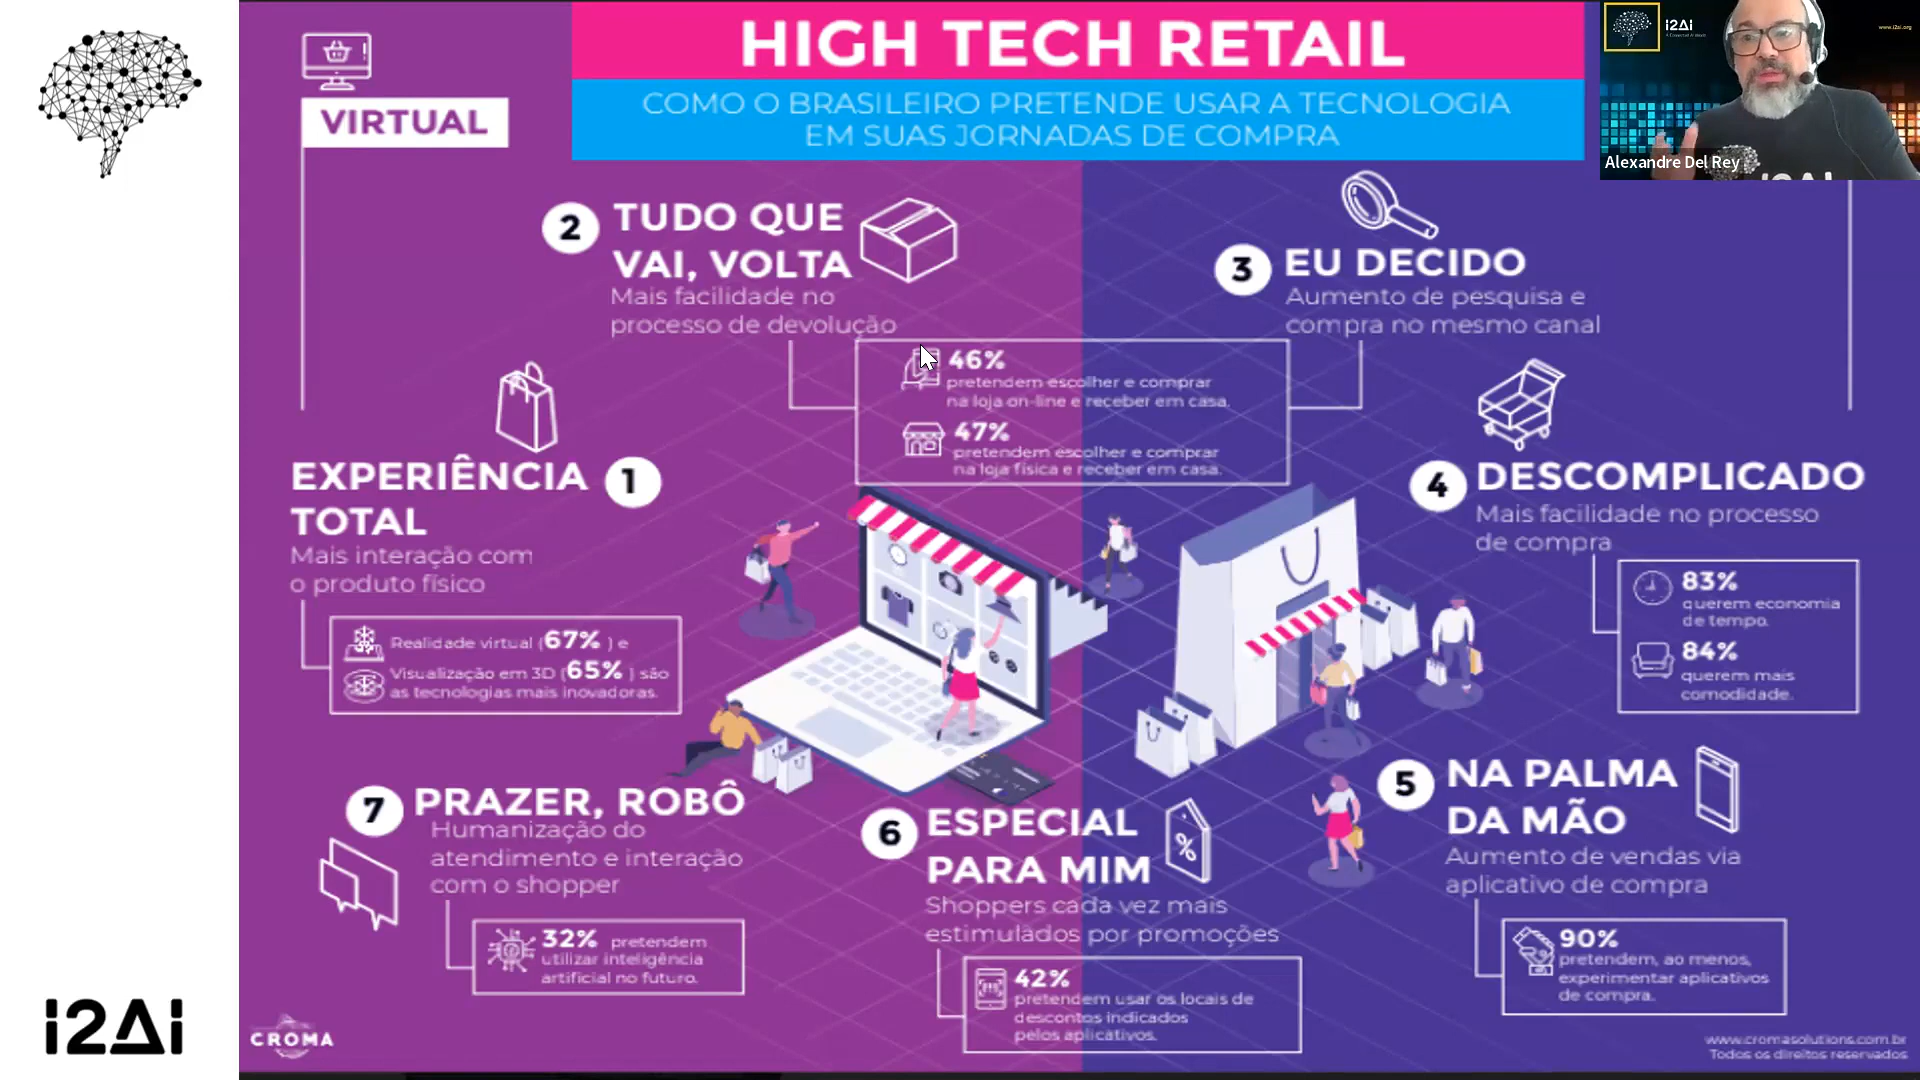 HIGH TECH RETAIL
COMO O BRASILEIRO PRETENDE USAR A TECNOLOGIA
EM SUAS JORNADAS DE COMPRA
VIRTUAL
i2Ai
www.i2ai.org
Alexandre Del Rey
2
TUDO QUE
VAI, VOLTA
Mais facilidade no
processo de devolução
3
EU DECIDO
Aumento de pesquisa e
compra no mesmo canal
46%
pretendem escolher e comprar
na loja on-line e receber em casa.
47%
pretendem escolher e comprar
na loja física e receber em casa.
EXPERIÊNCIA
TOTAL
1
Mais interação com
o produto físico
Realidade virtual (67% ) e
Visualização em 3D (65% ) são
as tecnologias mais inovadoras.
4
DESCOMPLICADO
Mais facilidade no processo
de compra
83%
querem economia
de tempo.
84%
querem mais
comodidade.
7
PRAZER, ROBÔ
Humanização do
atendimento e interação
com o shopper
32% pretendem
utilizar inteligência
artificial no futuro.
6
ESPECIAL
PARA MIM
%
Shoppers cada vez mais
estimulados por promoções
42%
pretendem usar os locais de
descontos indicados
pelos aplicativos.
5
NA PALMA
DA MÃO
Aumento de vendas via
aplicativo de compra
90%
pretendem, ao menos,
experimentar aplicativos
de compra.
i2Ai
CROMA
www.cromasolutions.com.br
Todos os direitos reservados